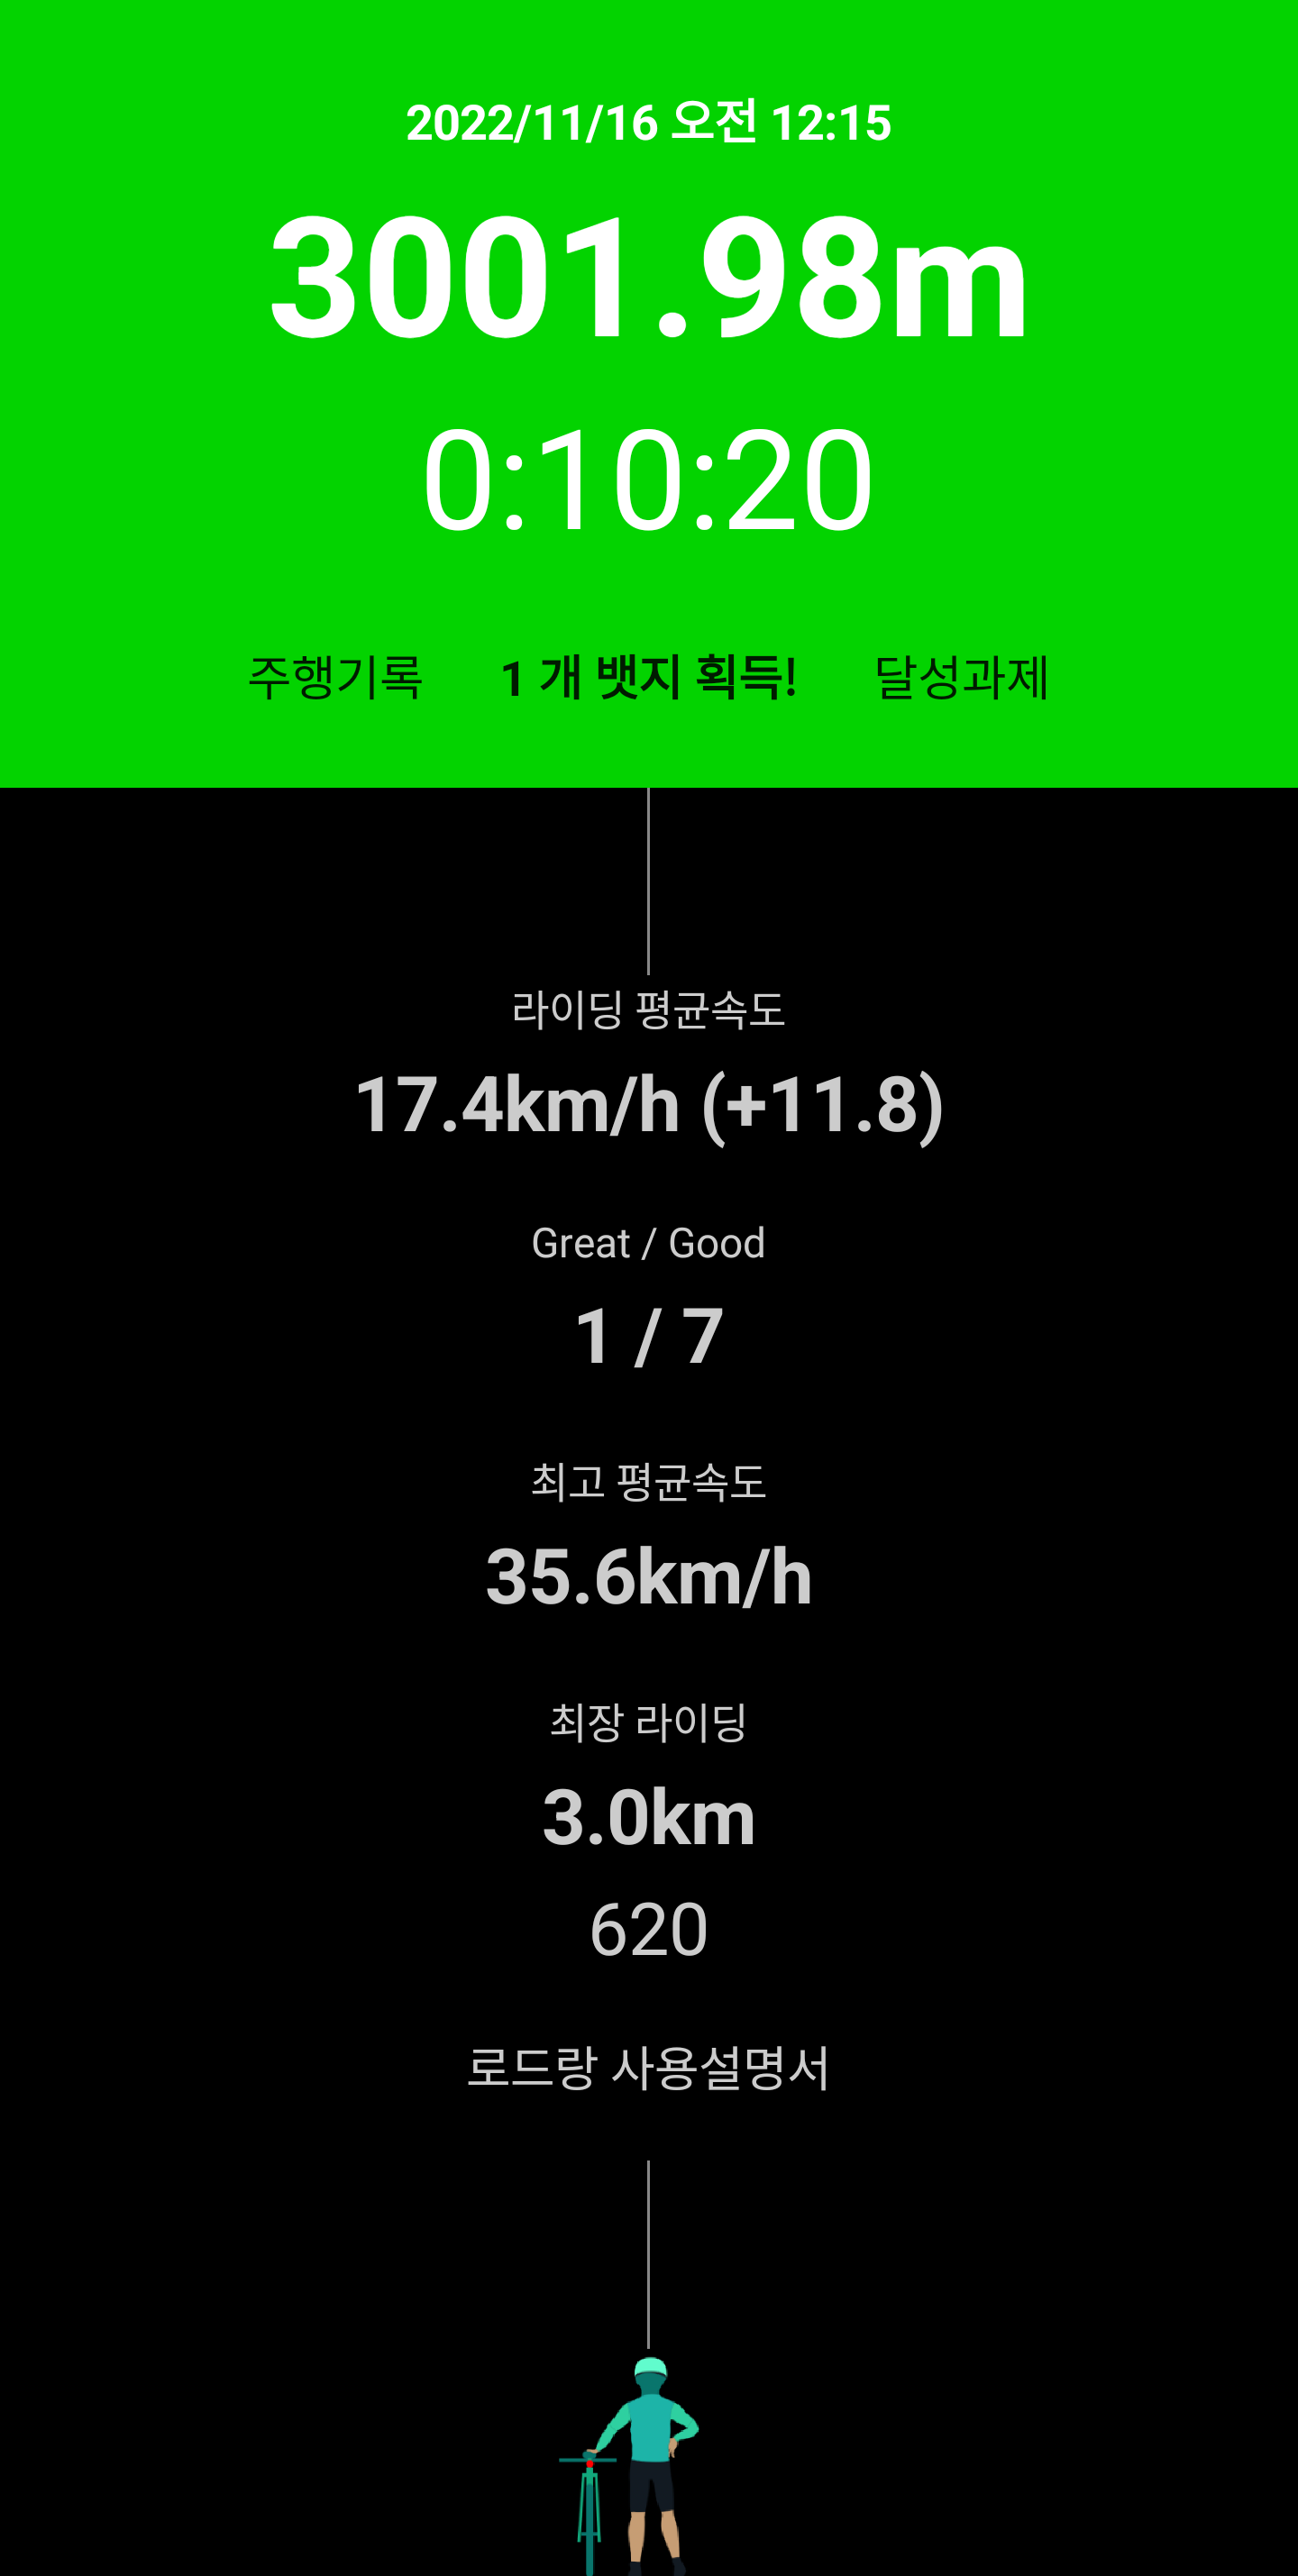 2022/11/16 오전 12:15
3001.98m
0:10:20
주행기록 1 개 뱃지 획득! 달성과제
라이딩 평균속도
17.4km/h (+11.8)
Great / Good
1 / 7
최고 평균속도
35.6km/h
최장 라이딩
3.0km
620
로드랑 사용설명서